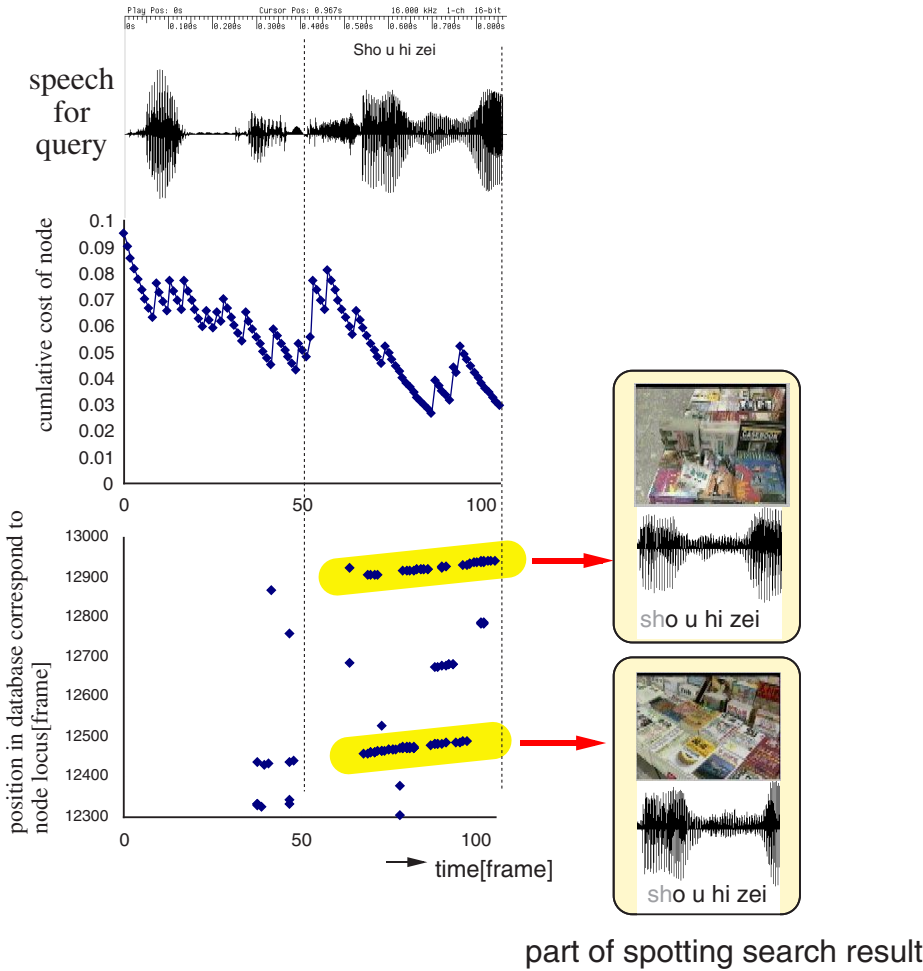 Play Pos: 0s Cursor Pos: 0.967s 16.000 kHz 1-ch 16-bit
0s 0.100s 0.200s 0.300s 0.400s 0.500s 0.600s 0.700s 0.800s
Sho u hi zei
speech
for
query
cumlative cost of node
0.1
0.09
0.08
0.07
0.06
0.05
0.04
0.03
0.02
0.01
0
0 50 100
position in database correspond to
node locus[frame]
13000
12900
12800
12700
12600
12500
12400
12300
0 50 100
time[frame]
CASEBOOK
sho u hi zei
sho u hi zei
part of spotting search result